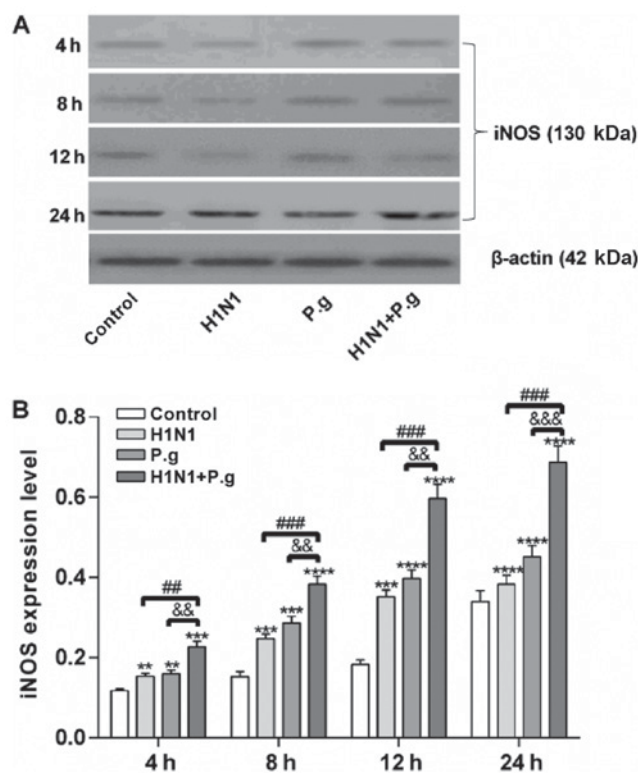 A
4 h
8 h
12 h
24 h
iNOS (130 kDa)
β-actin (42 kDa)
Control
H1N1
P.g
H1N1+P.g
B
iNOS expression level
0.8
0.6
0.4
0.2
0.0
Control
H1N1
P.g
H1N1+P.g
##
&&
** ** ***
###
&&
*** *** ****
###
&&
*** **** ****
###
&&&
**** **** ****
4 h 8 h 12 h 24 h